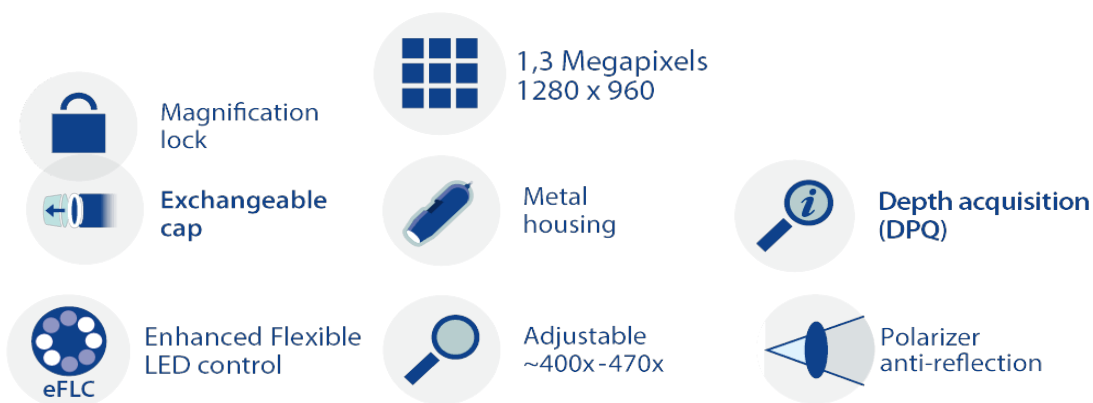 1,3 Megapixels
1280 x 960
Magnification
lock
Exchangeable
cap
Metal
housing
i
Depth acquisition
(DPQ)
eFLC
Enhanced Flexible
LED control
Adjustable
~400x-470x
Polarizer
anti-reflection